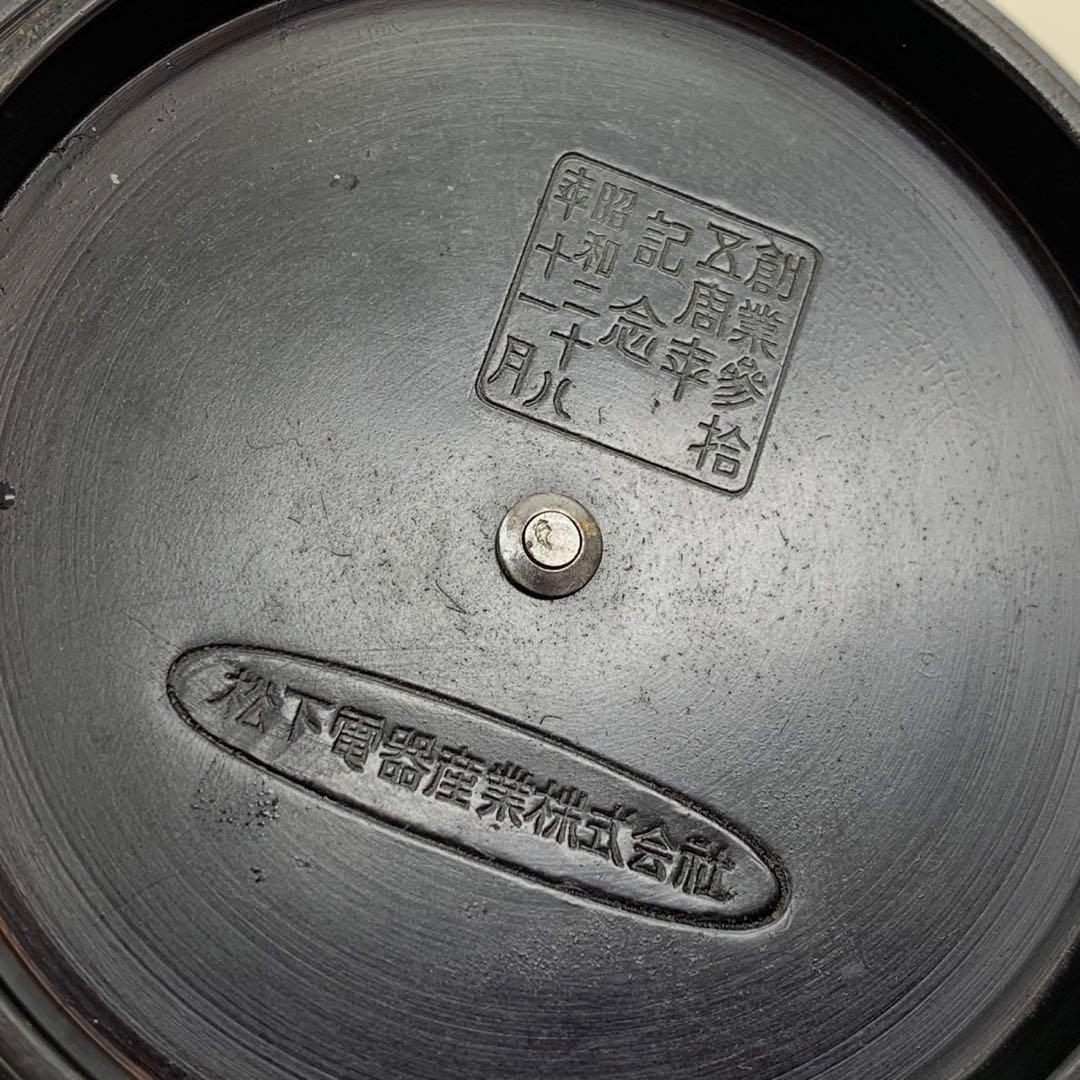 創業參拾
五周年
記念
昭和二十八
年十一月
松下電器産業株式会社